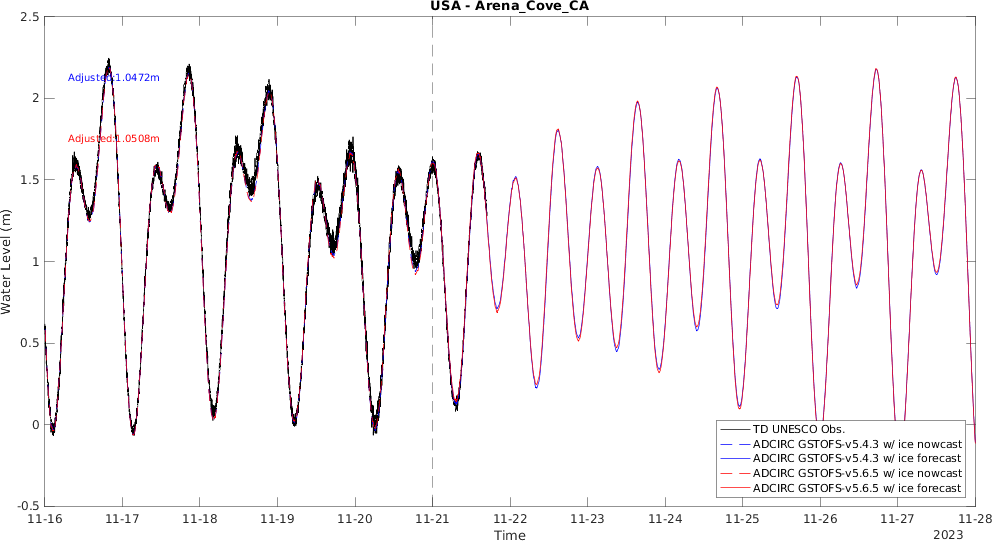 USA - Arena_Cove_CA
2.5
2
1.5
1
0.5
0
-0.5
Water Level (m)
Adjusted:1.0472m
Adjusted:1.0508m
TD UNESCO Obs.
ADCIRC GSTOFS-v5.4.3 w/ ice nowcast
ADCIRC GSTOFS-v5.4.3 w/ ice forecast
ADCIRC GSTOFS-v5.6.5 w/ ice nowcast
ADCIRC GSTOFS-v5.6.5 w/ ice forecast
11-16 11-17 11-18 11-19 11-20 11-21 11-22 11-23 11-24 11-25 11-26 11-27 11-28
Time
2023